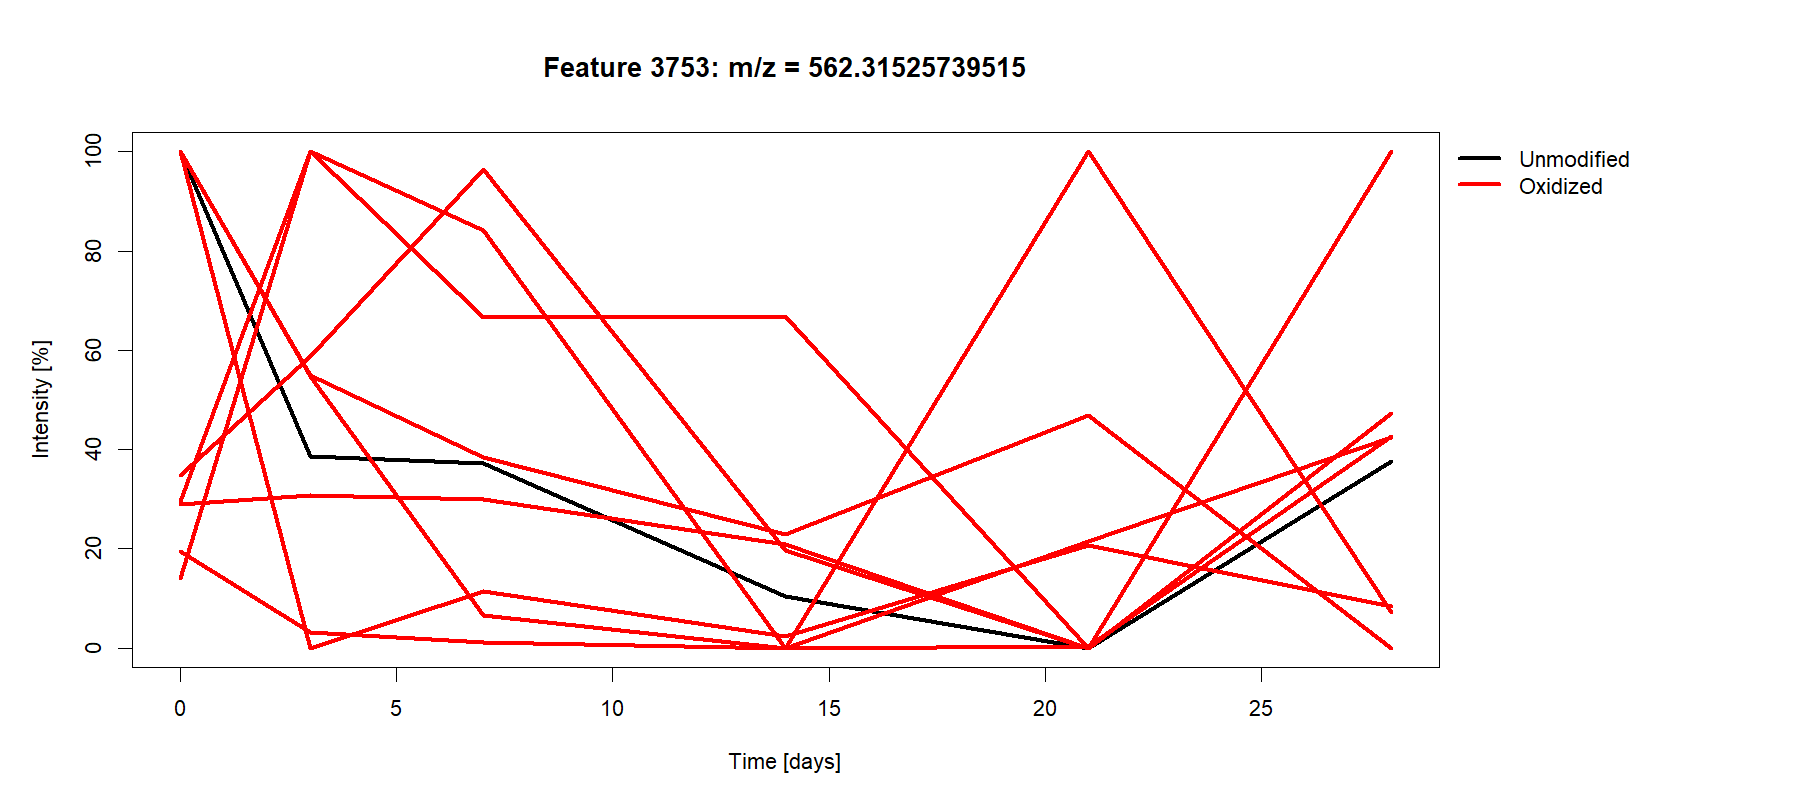 Feature 3753: m/z = 562.31525739515
Unmodified
Oxidized
Intensity [%]
100
80
60
40
20
0
0 5 10 15 20 25
Time [days]